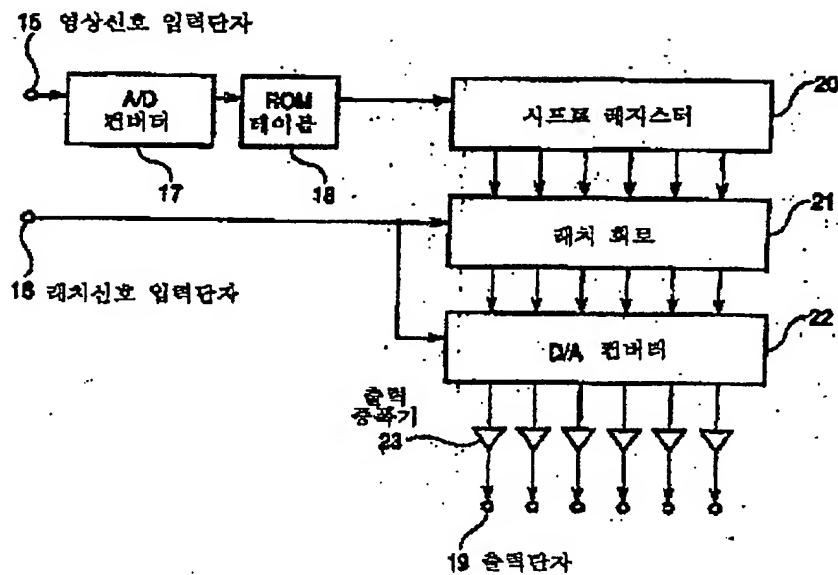 15 영상신호 입력단자
A/D
컨버터
17
ROM
테이블
18
시프트 레지스터
20
16 래치신호 입력단자
래치 회로
21
D/A 컨버터
22
출력
증폭기
23
19 출력단자